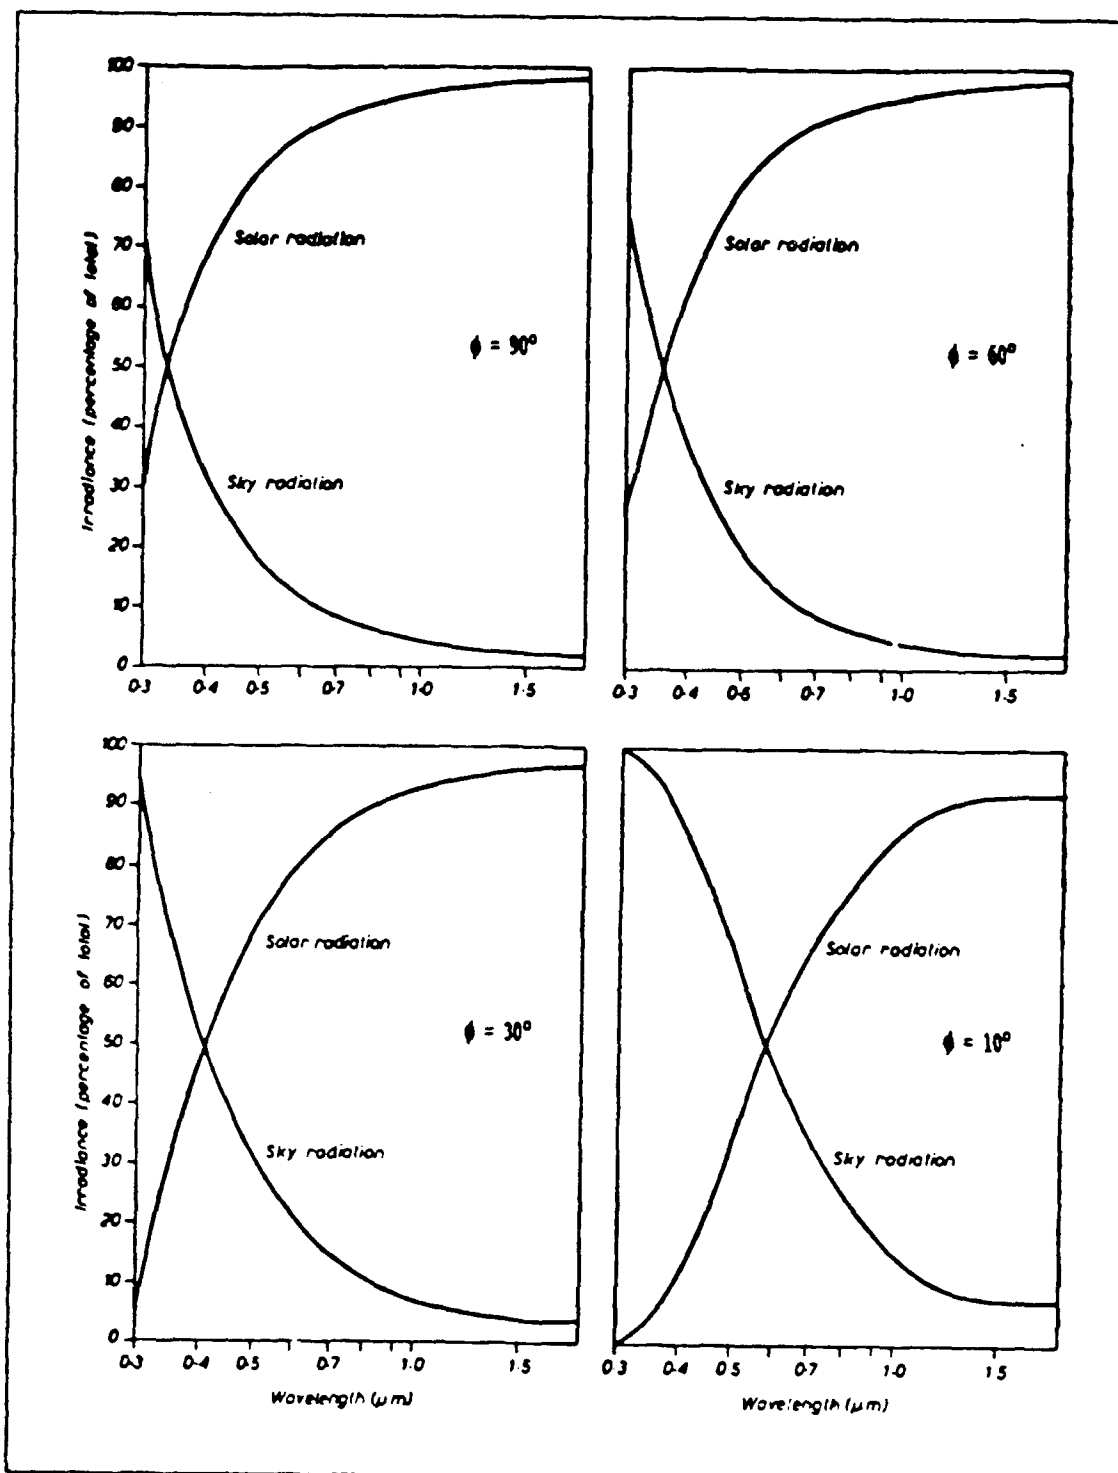 100
90
80
70
60
50
40
30
20
10
0
Irradiance (percentage of total)
Solar radiation
Sky radiation
ϕ = 90°
0·3 0·4 0·5 0·7 1·0 1·5
Solar radiation
Sky radiation
ϕ = 60°
0·3 0·4 0·5 0·7 1·0 1·5
100
90
80
70
60
50
40
30
20
10
0
Irradiance (percentage of total)
Solar radiation
Sky radiation
ϕ = 30°
0·3 0·4 0·5 0·7 1·0 1·5
Wavelength (μm)
Solar radiation
Sky radiation
ϕ = 10°
0·3 0·4 0·5 0·7 1·0 1·5
Wavelength (μm)